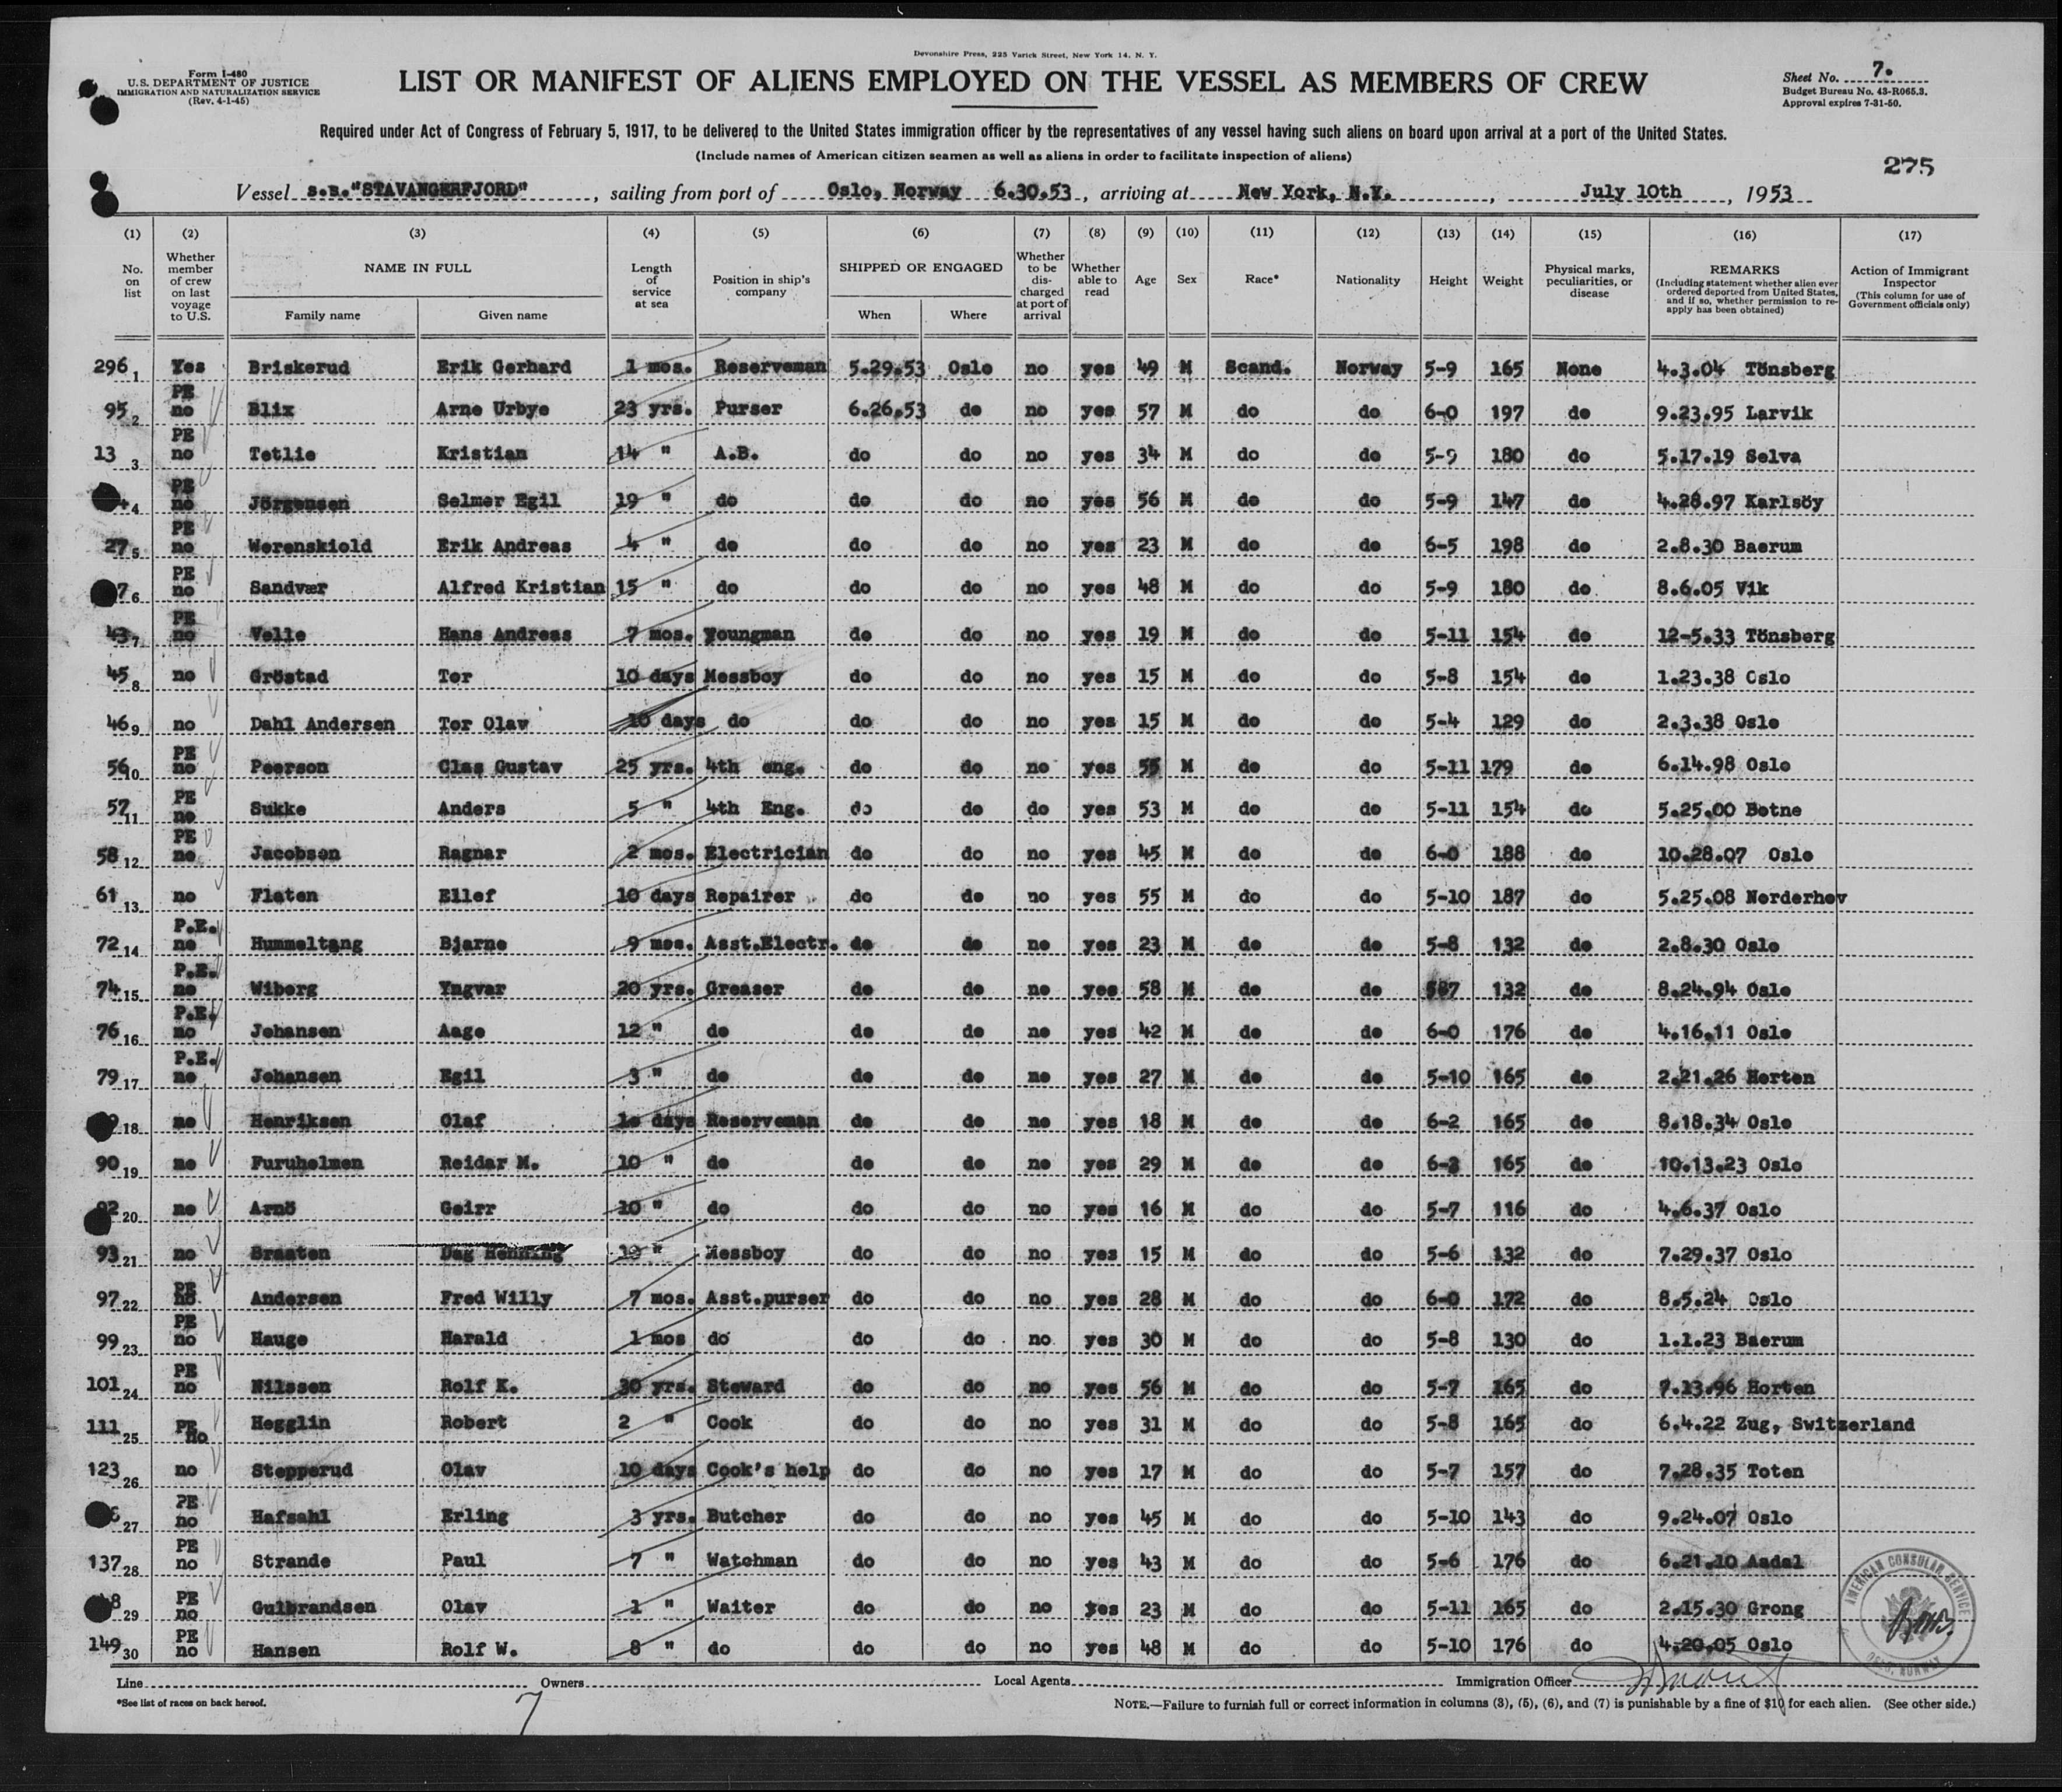 Devonshire Press, 225 Varick Street, New York 14, N. Y.
Form I-480
U.S. DEPARTMENT OF JUSTICE
IMMIGRATION AND NATURALIZATION SERVICE
(Rev. 4-1-45)
LIST OR MANIFEST OF ALIENS EMPLOYED ON THE VESSEL AS MEMBERS OF CREW
Sheet No. 7.
Budget Bureau No. 43-R065.3.
Approval expires 7-31-50.
Required under Act of Congress of February 5, 1917, to be delivered to the United States immigration officer by the representatives of any vessel having such aliens on board upon arrival at a port of the United States.
(Include names of American citizen seamen as well as aliens in order to facilitate inspection of aliens)
275
Vessel s.s. "STAVANGERFJORD", sailing from port of Oslo, Norway 6.30.53, arriving at New York, N.Y., July 10th, 1953
(1) (2) (3) (4) (5) (6) (7) (8) (9) (10) (11) (12) (13) (14) (15) (16) (17)
No. on list
Whether member of crew on last voyage to U.S.
NAME IN FULL
Family name
Given name
Length of service at sea
Position in ship's company
SHIPPED OR ENGAGED
When
Where
Whether to be discharged at port of arrival
Whether able to read
Age
Sex
Race*
Nationality
Height
Weight
Physical marks, peculiarities, or disease
REMARKS
(Including statement whether alien ever ordered deported from United States, and if so, whether permission to reapply has been obtained)
Action of Immigrant Inspector
(This column for use of Government officials only)
296 1 Yes Briskerud Erik Gerhard 1 mos. Reserveman 5.29.53 Oslo no yes 49 M Scand. Norway 5-9 165 None 4.3.04 Tönsberg
95 2 PE no Blix Arne Urbye 23 yrs. Purser 6.26.53 do no yes 57 M do do 6-0 197 do 9.23.95 Larvik
13 3 PE no Tetlie Kristian 14 " A.B. do do no yes 34 M do do 5-9 180 do 5.17.19 Selva
4 PE no Jörgensen Selmer Egil 19 " do do do no yes 56 M do do 5-9 147 do 4.28.97 Karlsöy
27 5 PE no Werenskiold Erik Andreas 4 " do do do no yes 23 M do do 6-5 198 do 2.8.30 Baerum
7 6 PE no Sandvær Alfred Kristian 15 " do do do no yes 48 M do do 5-9 180 do 8.6.05 Vik
43 7 PE no Velle Hans Andreas 7 mos. Youngman do do no yes 19 M do do 5-11 154 do 12-5.33 Tönsberg
45 8 no Gröstad Tor 10 days Messboy do do no yes 15 M do do 5-8 154 do 1.23.38 Oslo
46 9 no Dahl Andersen Tor Olav 10 days do do do no yes 15 M do do 5-4 129 do 2.3.38 Oslo
56 10 PE no Peerson Clas Gustav 25 yrs. 4th eng. do do no yes 55 M do do 5-11 179 do 6.14.98 Oslo
57 11 PE no Sukke Anders 5 " 4th Eng. do do do yes 53 M do do 5-11 154 do 5.25.00 Botne
58 12 PE no Jacobsen Ragnar 2 mos. Electrician do do no yes 45 M do do 6-0 188 do 10.28.07 Oslo
61 13 no Flaten Ellef 10 days Repairer do do no yes 55 M do do 5-10 187 do 5.25.08 Norderhov
72 14 P.E. no Hummeltang Bjarne 9 mos. Asst.Electr. do do no yes 23 M do do 5-8 132 do 2.8.30 Oslo
74 15 P.E. no Wiberg Yngvar 20 yrs. Greaser do do no yes 58 M do do 587 132 do 8.24.94 Oslo
76 16 P.E. no Johansen Aage 12 " do do do no yes 42 M do do 6-0 176 do 4.16.11 Oslo
79 17 P.E. no Johansen Egil 3 " do do do no yes 27 M do do 5-10 165 do 2.21.26 Horten
18 no Henriksen Olaf 10 days Reserveman do do no yes 18 M do do 6-2 165 do 8.18.34 Oslo
90 19 no Furuholmen Reidar M. 10 " do do do no yes 29 M do do 165 do 10.13.23 Oslo
92 20 no Arnö Geirr 10 " do do do no yes 16 M do do 5-7 116 do 4.6.37 Oslo
93 21 no Braaten Dag Henning 10 " Messboy do do no yes 15 M do do 5-6 132 do 7.29.37 Oslo
97 22 PE no Andersen Fred Willy 7 mos. Asst.purser do do no yes 28 M do do 6-0 172 do 8.5.24 Oslo
99 23 PE no Hauge Harald 1 mos do do do no yes 30 M do do 5-8 130 do 1.1.23 Baerum
101 24 PE no Nilssen Rolf K. 30 yrs. Steward do do no yes 56 M do do 5-7 165 do 7.13.96 Horten
111 25 PE no Hegglin Robert 2 " Cook do do no yes 31 M do do 5-8 165 do 6.4.22 Zug, Switzerland
123 26 no Stepperud Olav 10 days Cook's help do do no yes 17 M do do 5-7 157 do 7.28.35 Toten
6 27 PE no Hafsahl Erling 3 yrs. Butcher do do no yes 45 M do do 5-10 143 do 9.24.07 Oslo
137 28 PE no Strande Paul 7 " Watchman do do no yes 43 M do do 5-6 176 do 6.21.10 Aadal
8 29 PE no Gulbrandsen Olav 1 " Waiter do do no yes 23 M do do 5-11 165 do 2.15.30 Grong
149 30 PE no Hansen Rolf W. 8 " do do do no yes 48 M do do 5-10 176 do 4.20.05 Oslo
AMERICAN CONSULAR SERVICE
OSLO, NORWAY
Line Owners Local Agents Immigration Officer
*See list of races on back hereof.
7
NOTE.—Failure to furnish full or correct information in columns (3), (5), (6), and (7) is punishable by a fine of $10 for each alien. (See other side.)